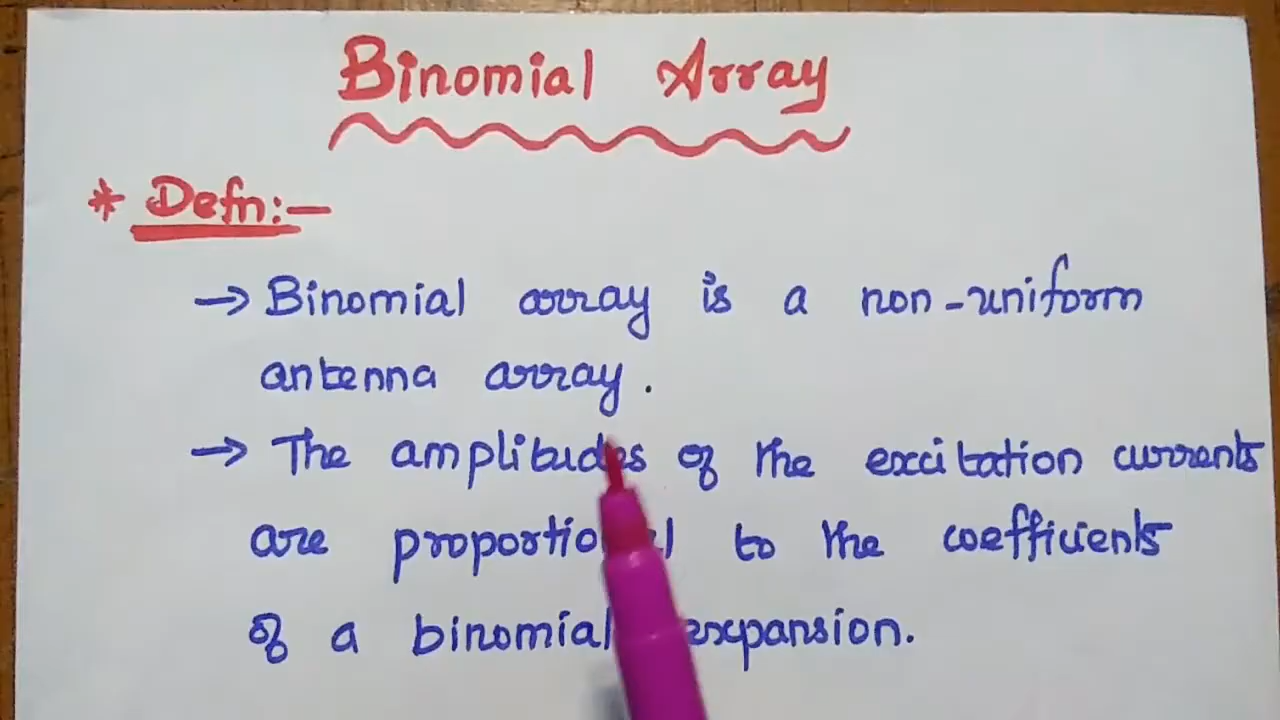 Binomial Array
* Defn:-
→ Binomial array is a non-uniform
antenna array.
→ The amplitudes of the excitation currents
are proportional to the coefficients
of a binomial expansion.